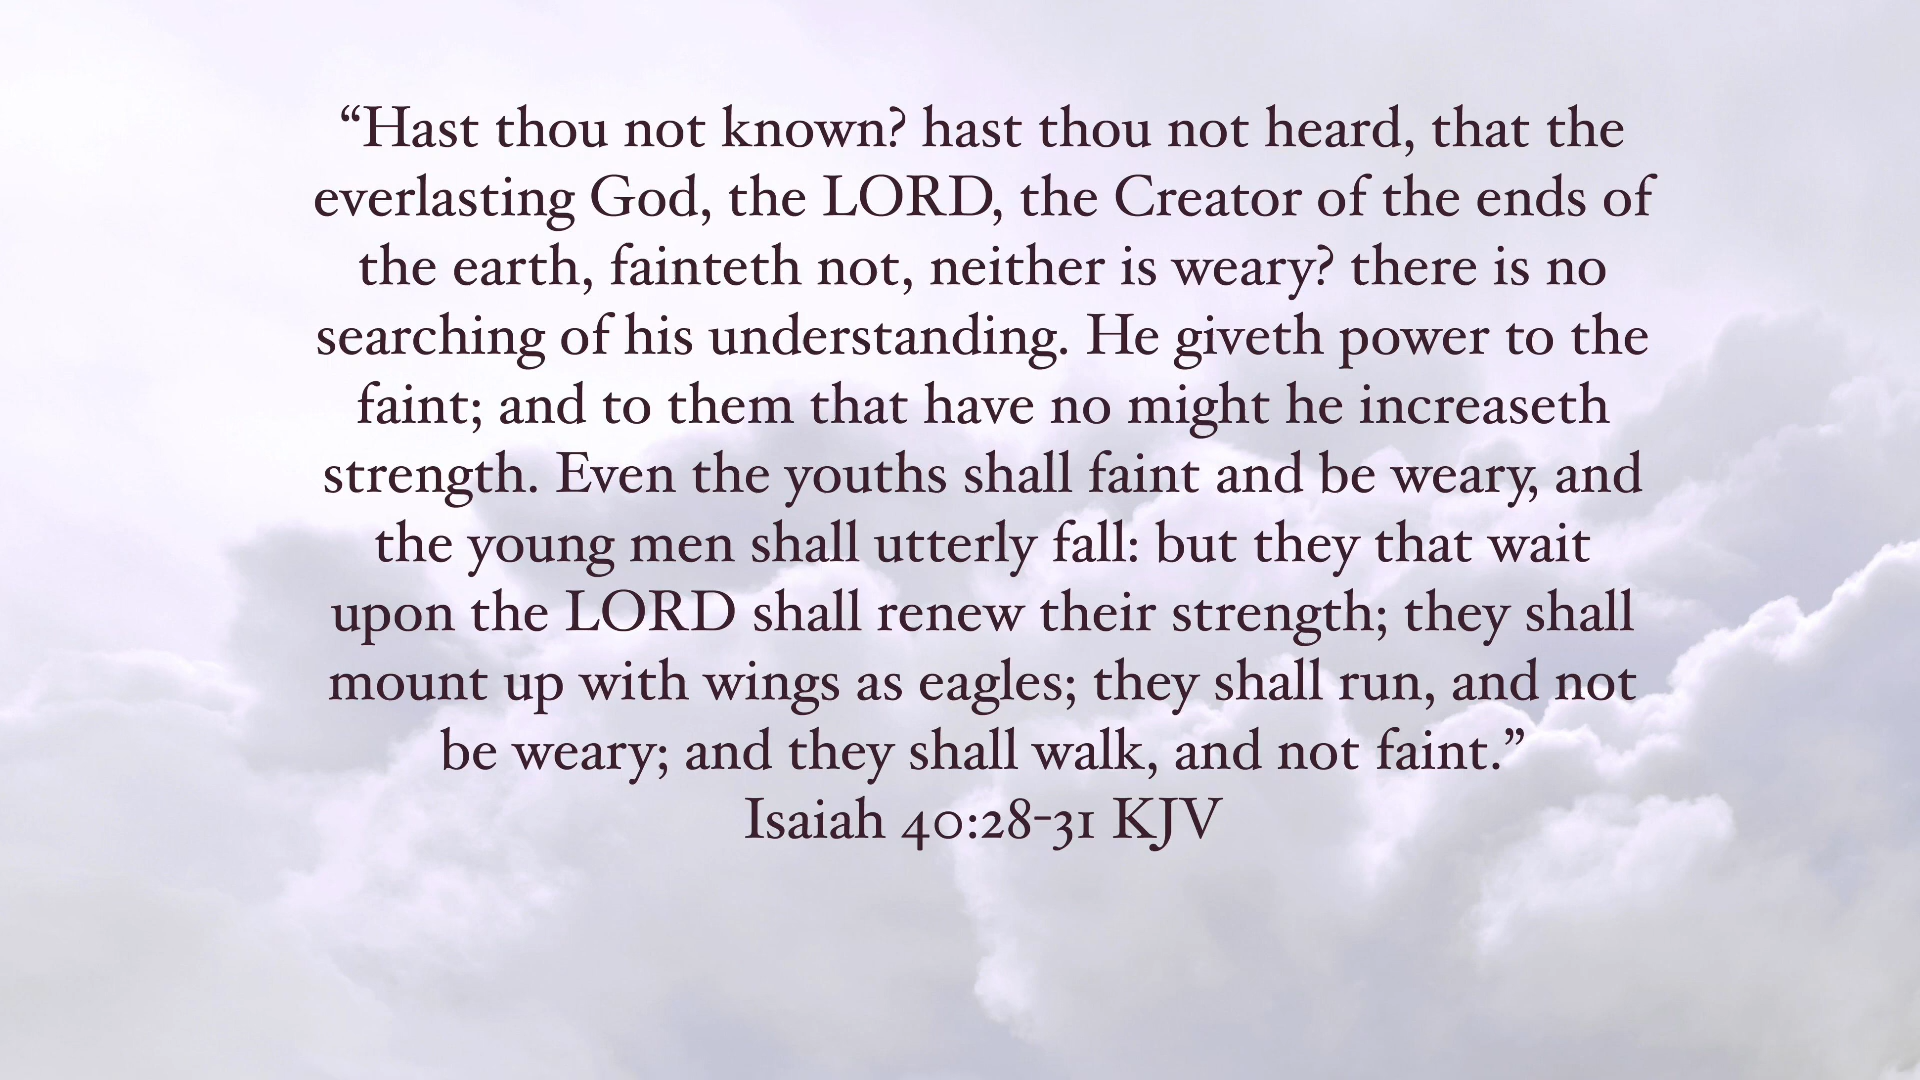 “Hast thou not known? hast thou not heard, that the
everlasting God, the LORD, the Creator of the ends of
the earth, fainteth not, neither is weary? there is no
searching of his understanding. He giveth power to the
faint; and to them that have no might he increaseth
strength. Even the youths shall faint and be weary, and
the young men shall utterly fall: but they that wait
upon the LORD shall renew their strength; they shall
mount up with wings as eagles; they shall run, and not
be weary; and they shall walk, and not faint.”
Isaiah 40:28-31 KJV